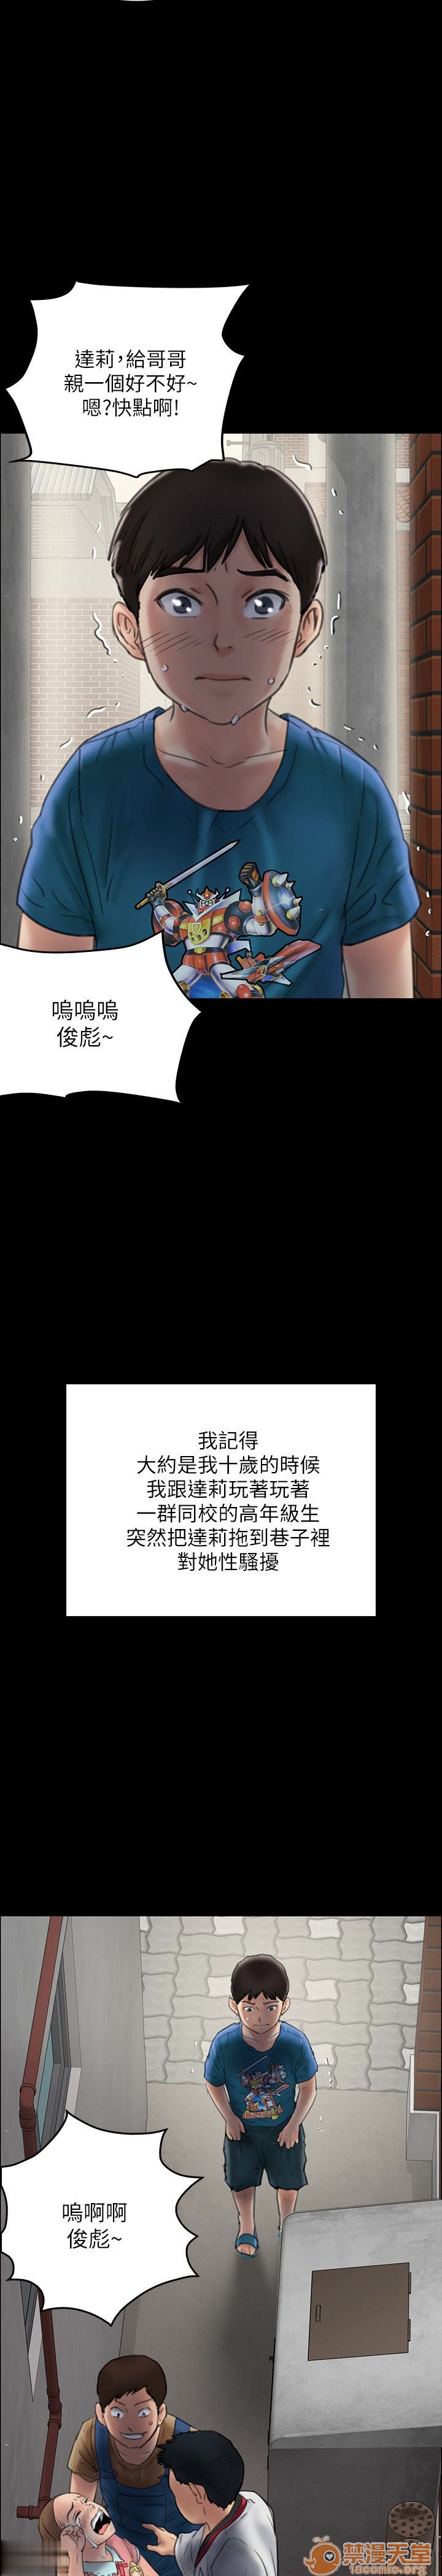 達莉，給哥哥
親一個好不好~
嗯?快點啊!
嗚嗚嗚
俊彪~
我記得
大約是我十歲的時候
我跟達莉玩著玩著
一群同校的高年級生
突然把達莉拖到巷子裡
對她性騷擾
嗚啊啊
俊彪~
禁漫天堂
18comic.org